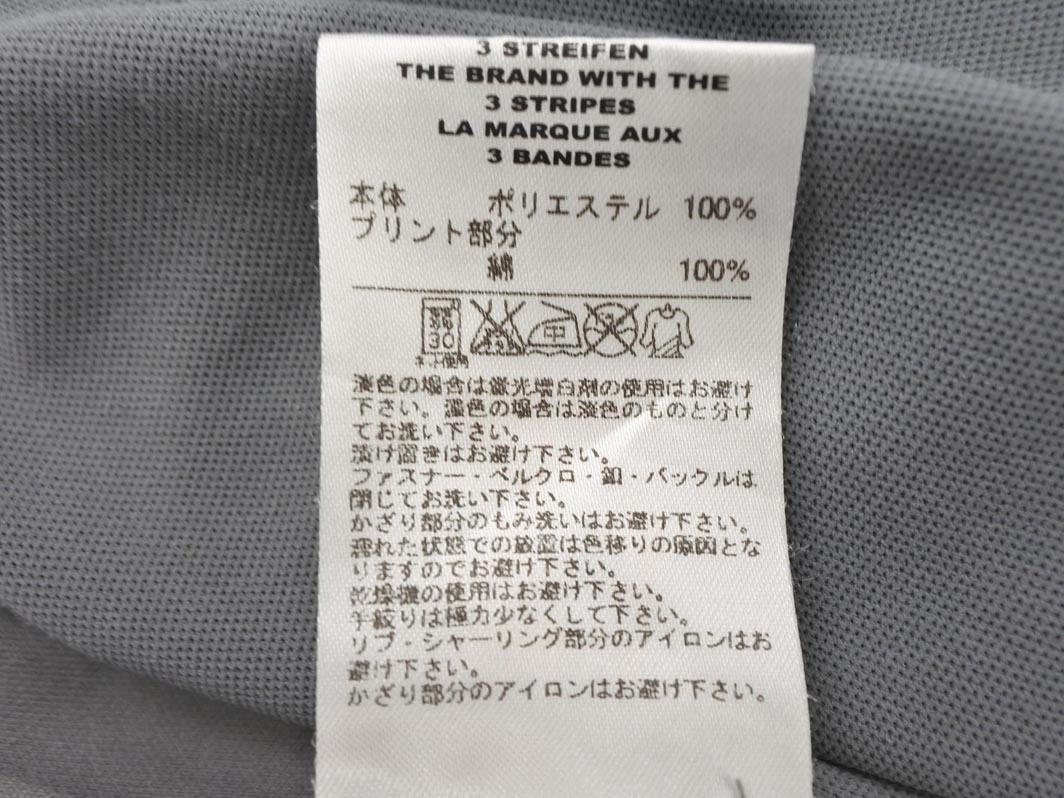 3 STREIFEN
THE BRAND WITH THE
3 STRIPES
LA MARQUE AUX
3 BANDES
本体 ポリエステル 100%
プリント部分
綿 100%
30
中
ネット使用
淡色の場合は蛍光増白剤の使用はお避け
下さい。濃色の場合は淡色のものと分け
てお洗い下さい。
漬け置きはお避け下さい。
ファスナー・ベルクロ・釦・バックルは
閉じてお洗い下さい。
かざり部分のもみ洗いはお避け下さい。
濡れた状態での放置は色移りの原因とな
りますのでお避け下さい。
乾燥機の使用はお避け下さい。
手絞りは極力少なくして下さい。
リブ・シャーリング部分のアイロンはお
避け下さい。
かざり部分のアイロンはお避け下さい。